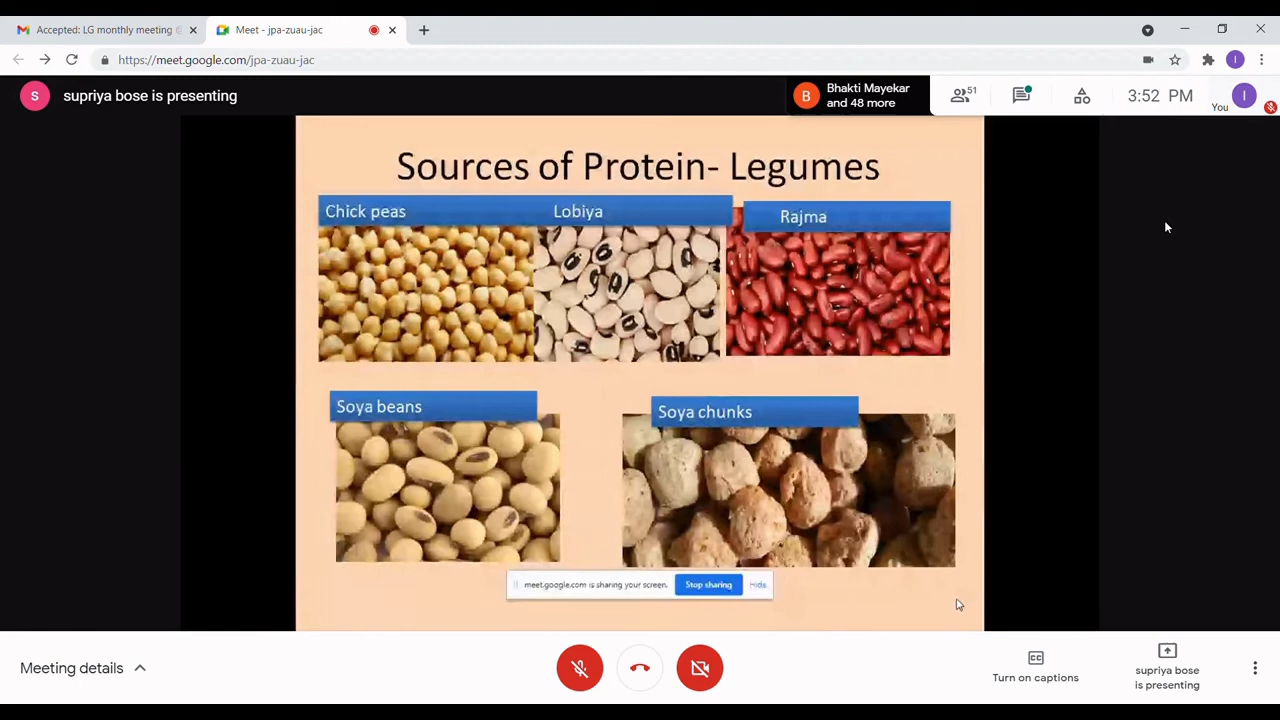 Accepted: LG monthly meeting @
Meet - jpa-zuau-jac
https://meet.google.com/jpa-zuau-jac
I
S
supriya bose is presenting
B
Bhakti Mayekar
and 48 more
51
3:52 PM
You
I
Sources of Protein- Legumes
Chick peas
Lobiya
Rajma
Soya beans
Soya chunks
meet.google.com is sharing your screen.
Stop sharing
Hide
Meeting details
CC
Turn on captions
supriya bose
is presenting